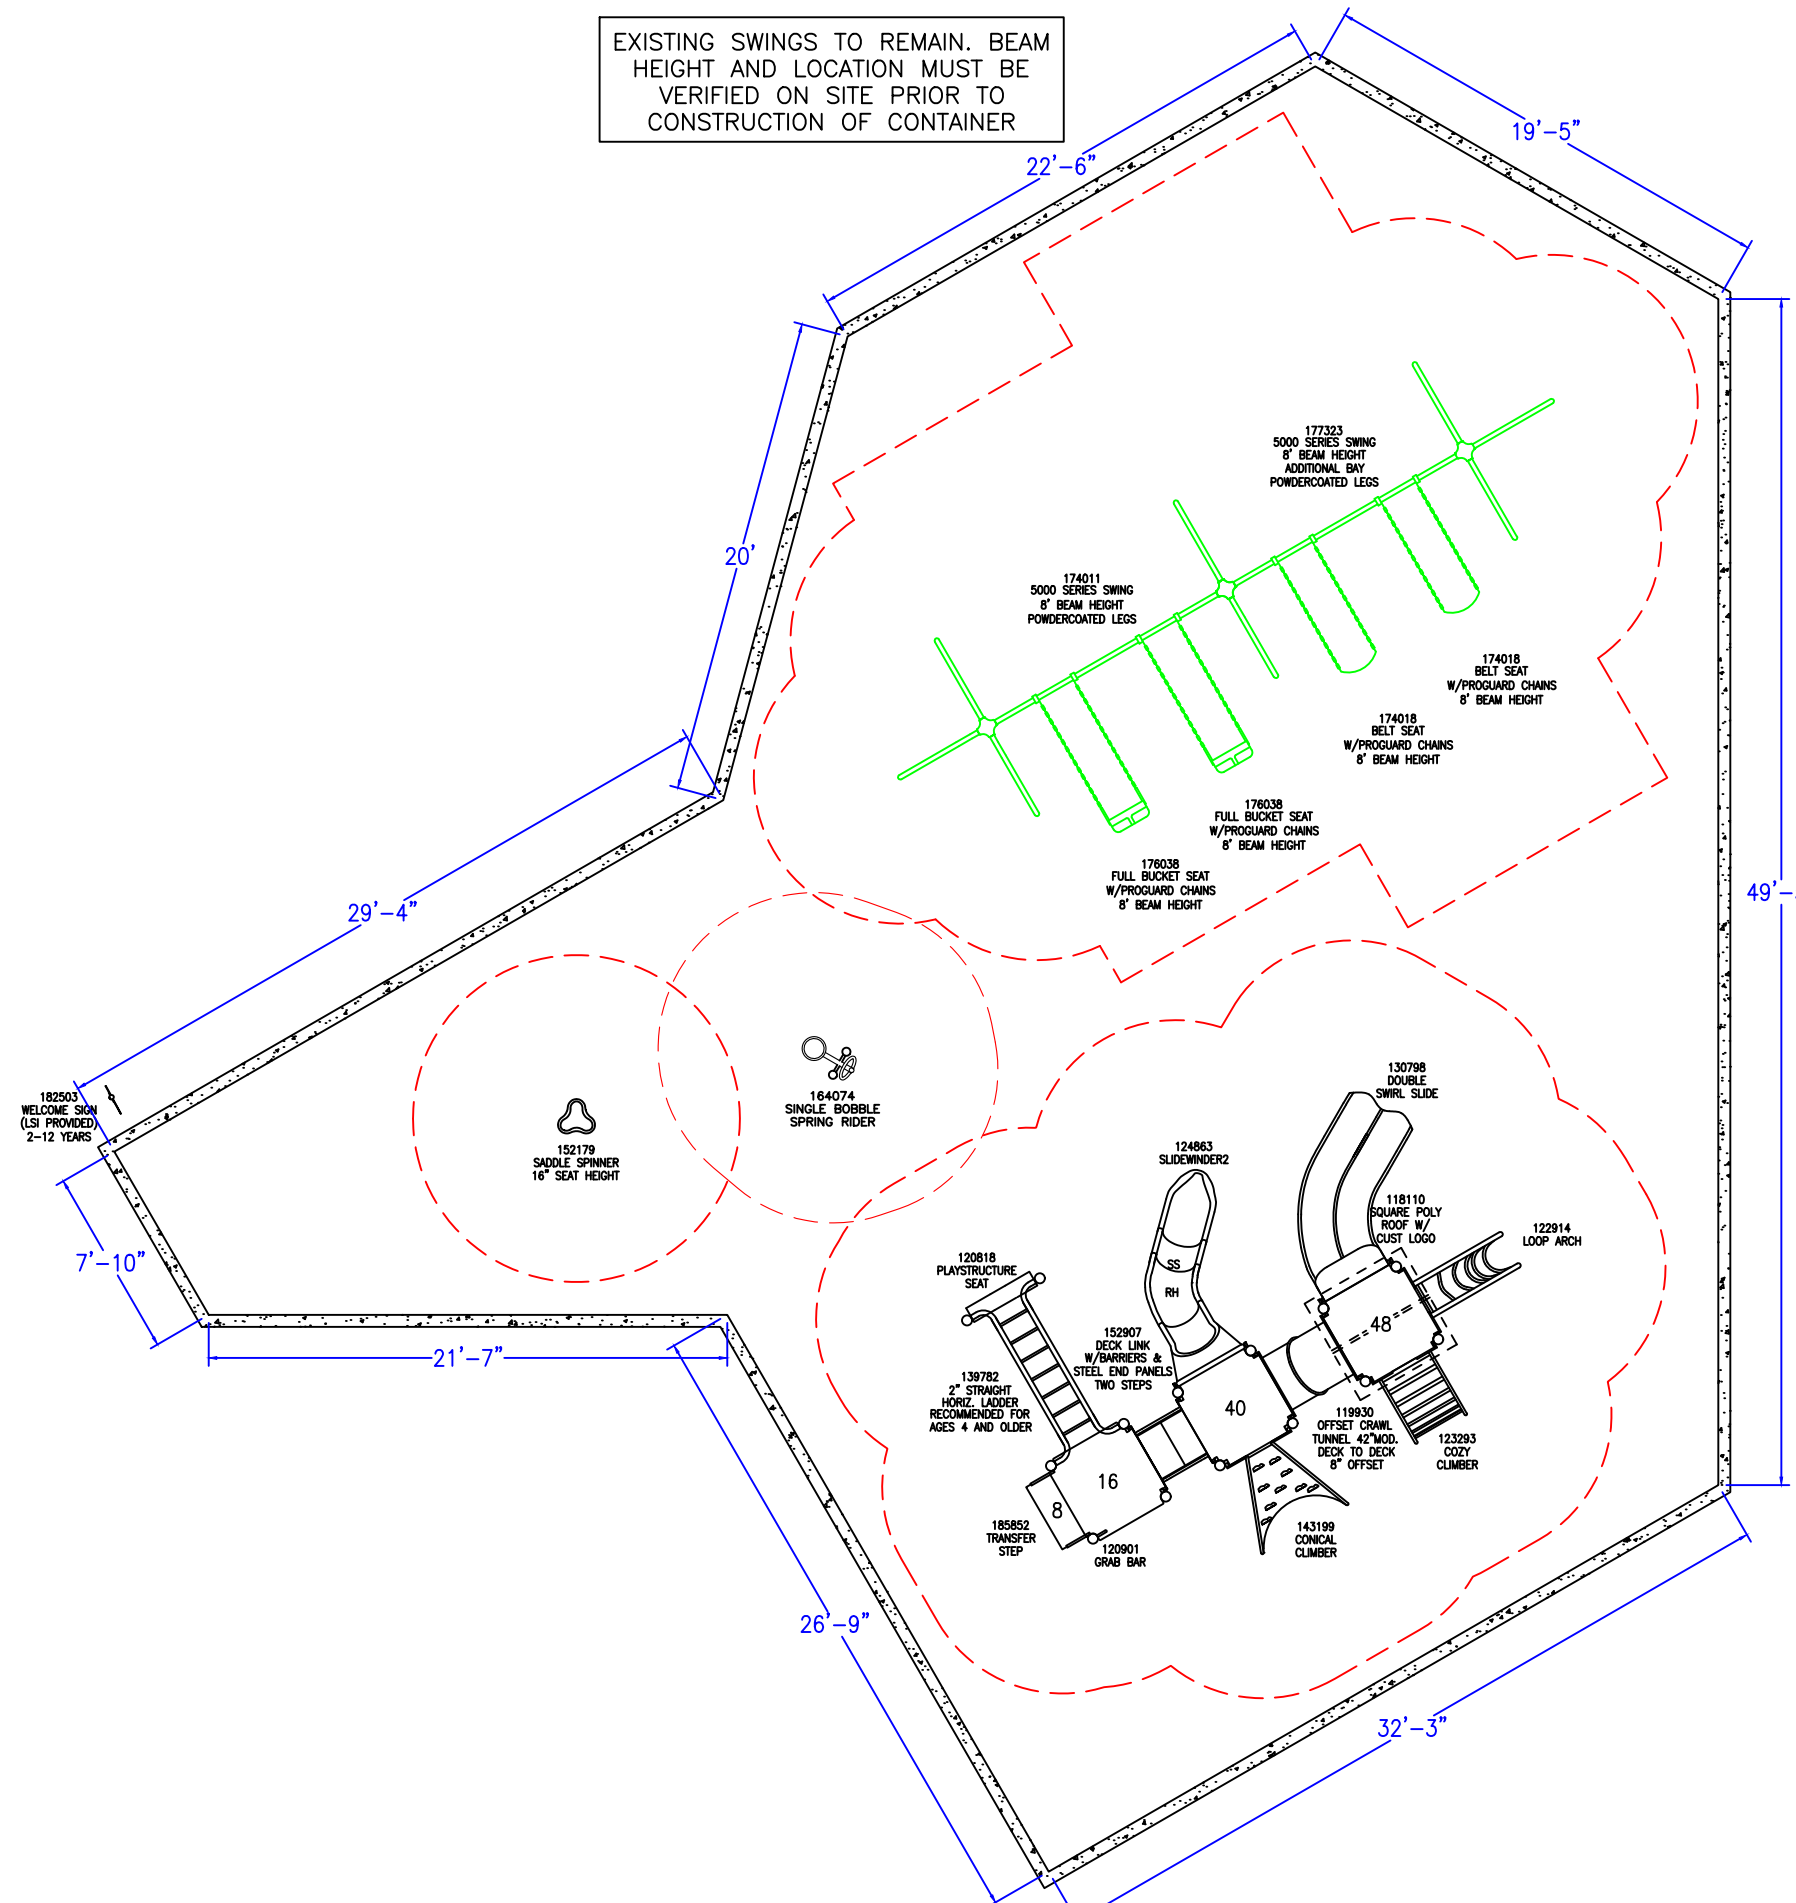 EXISTING SWINGS TO REMAIN. BEAM
HEIGHT AND LOCATION MUST BE
VERIFIED ON SITE PRIOR TO
CONSTRUCTION OF CONTAINER
19'-5"
22'-6"
177323
5000 SERIES SWING
8' BEAM HEIGHT
ADDITIONAL BAY
POWDERCOATED LEGS
20'
174011
5000 SERIES SWING
8' BEAM HEIGHT
POWDERCOATED LEGS
174018
BELT SEAT
W/PROGUARD CHAINS
8' BEAM HEIGHT
174018
BELT SEAT
W/PROGUARD CHAINS
8' BEAM HEIGHT
176038
FULL BUCKET SEAT
W/PROGUARD CHAINS
8' BEAM HEIGHT
176038
FULL BUCKET SEAT
W/PROGUARD CHAINS
8' BEAM HEIGHT
49'-
29'-4"
182503
WELCOME SIGN
(LSI PROVIDED)
2-12 YEARS
164074
SINGLE BOBBLE
SPRING RIDER
152179
SADDLE SPINNER
16" SEAT HEIGHT
130798
DOUBLE
SWIRL SLIDE
124863
SLIDEWINDER2
118110
SQUARE POLY
ROOF W/
CUST LOGO
122914
LOOP ARCH
7'-10"
120818
PLAYSTRUCTURE
SEAT
SS
RH
48
21'-7"
152907
DECK LINK
W/BARRIERS &
STEEL END PANELS
TWO STEPS
139782
2" STRAIGHT
HORIZ. LADDER
RECOMMENDED FOR
AGES 4 AND OLDER
40
119930
OFFSET CRAWL
TUNNEL 42"MOD.
DECK TO DECK
8" OFFSET
123293
COZY
CLIMBER
16
8
185852
TRANSFER
STEP
120901
GRAB BAR
143199
CONICAL
CLIMBER
26'-9"
32'-3"